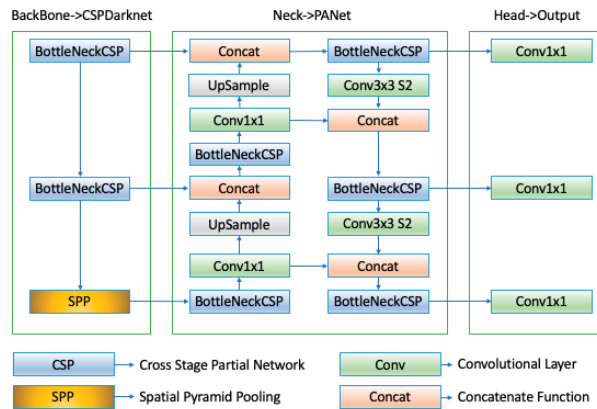 BackBone->CSPDarknet
Neck->PANet
Head->Output
BottleNeckCSP
Concat
BottleNeckCSP
Conv1x1
UpSample
Conv3x3 S2
Conv1x1
Concat
BottleNeckCSP
BottleNeckCSP
Concat
BottleNeckCSP
Conv1x1
UpSample
Conv3x3 S2
Conv1x1
Concat
SPP
BottleNeckCSP
BottleNeckCSP
Conv1x1
CSP
Cross Stage Partial Network
Conv
Convolutional Layer
SPP
Spatial Pyramid Pooling
Concat
Concatenate Function